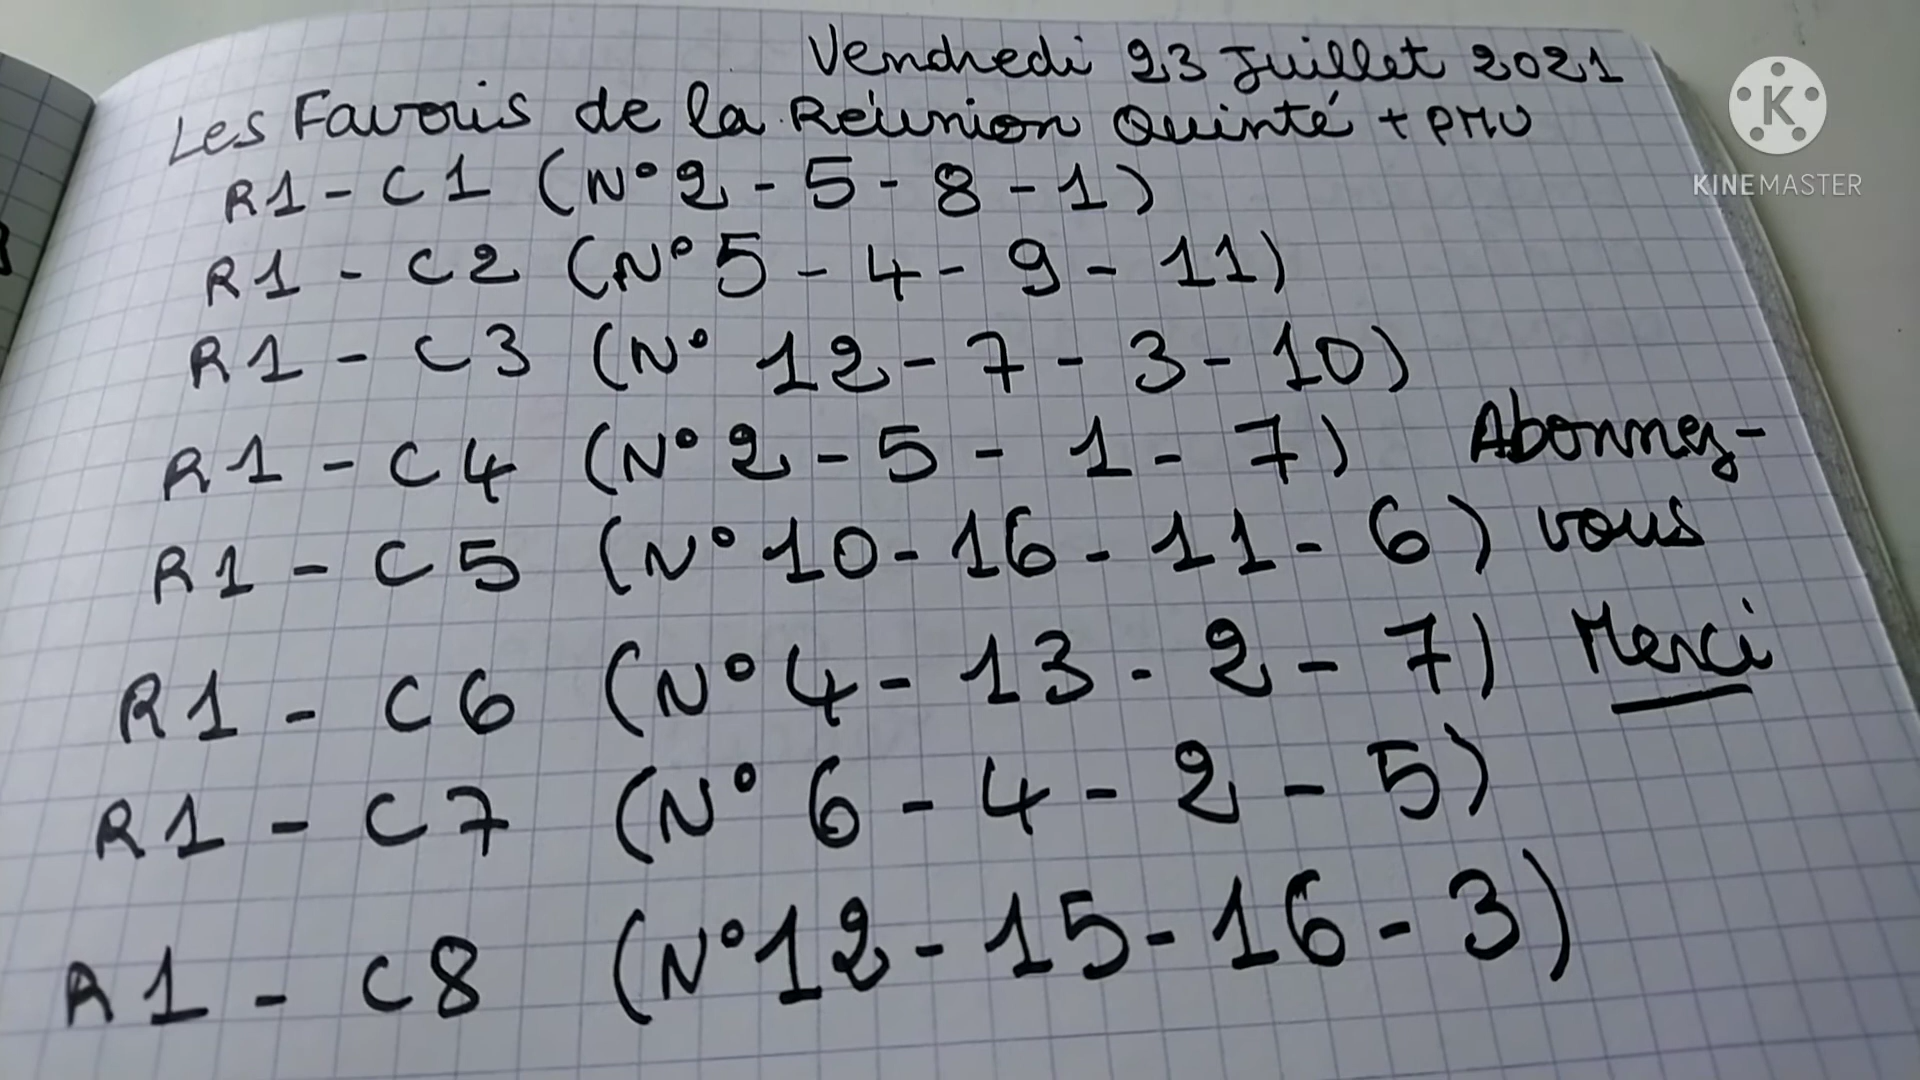 Vendredi 23 Juillet 2021
Les Favoris de la Réunion Quinté + PMU
R1 - C1 (N° 2 - 5 - 8 - 1)
R1 - C2 (N° 5 - 4 - 9 - 11)
R1 - C3 (N° 12 - 7 - 3 - 10)
R1 - C4 (N° 2 - 5 - 1 - 7)
R1 - C5 (N° 10 - 16 - 11 - 6)
R1 - C6 (N° 4 - 13 - 2 - 7)
R1 - C7 (N° 6 - 4 - 2 - 5)
R1 - C8 (N° 12 - 15 - 16 - 3)
Abonnez-
vous
Merci
K
KINEMASTER